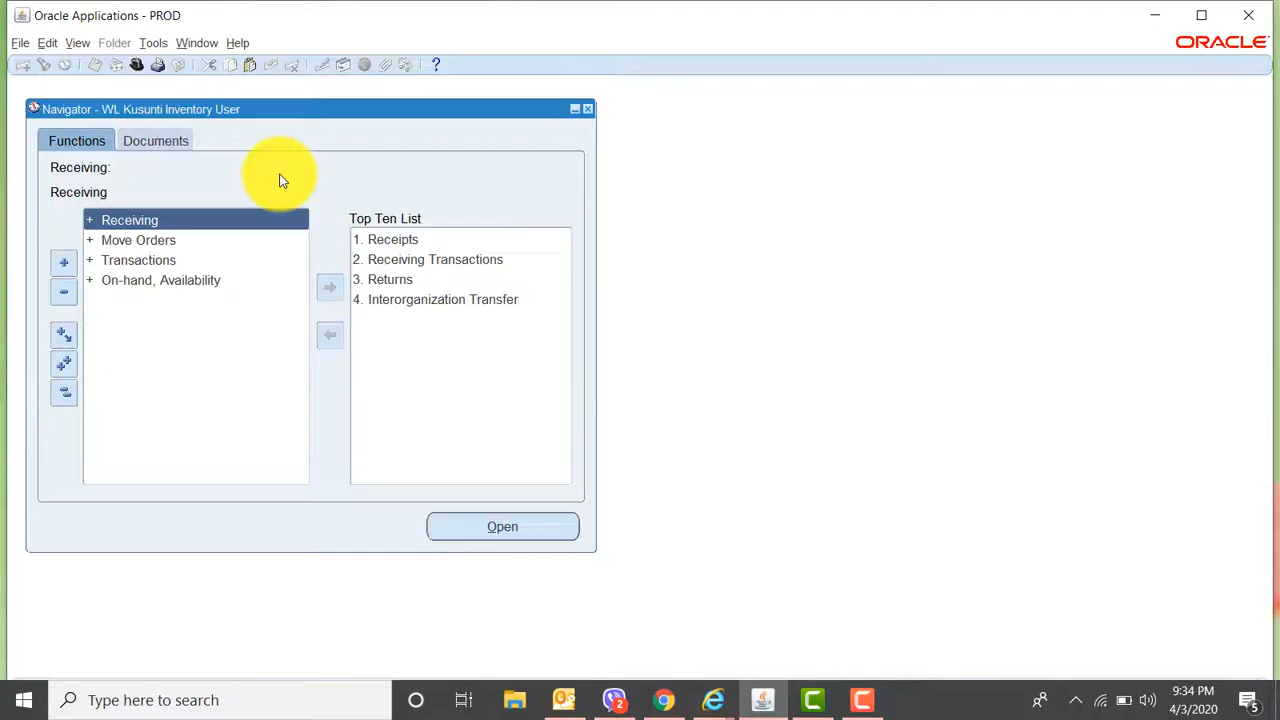 Oracle Applications - PROD
File Edit View Folder Tools Window Help
ORACLE
?
Navigator - WL Kusunti Inventory User
Functions Documents
Receiving:
Receiving
Top Ten List
+ Receiving
+ Move Orders
+ Transactions
+ On-hand, Availability
1. Receipts
2. Receiving Transactions
3. Returns
4. Interorganization Transfer
Open
Type here to search
2
9:34 PM
4/3/2020
5